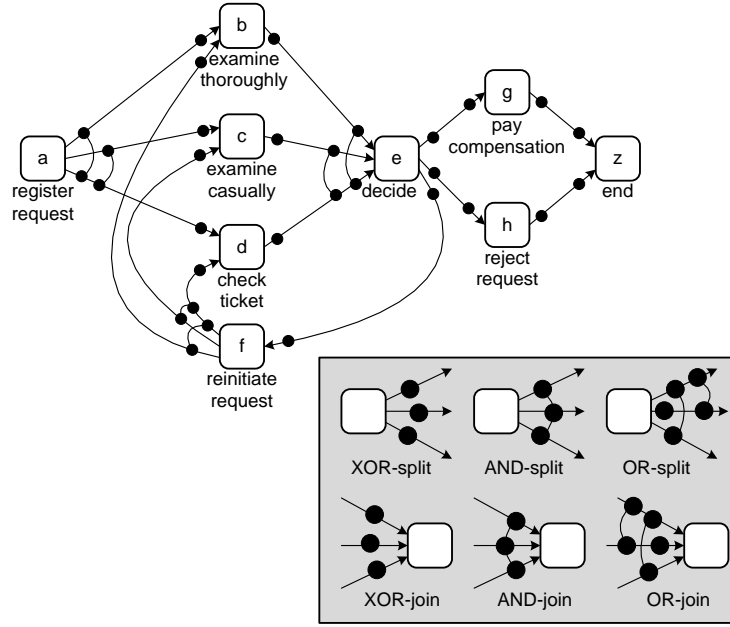 b
examine
thoroughly
g
pay
compensation
c
examine
casually
a
register
request
e
decide
z
end
d
check
ticket
h
reject
request
f
reinitiate
request
XOR-split
AND-split
OR-split
XOR-join
AND-join
OR-join